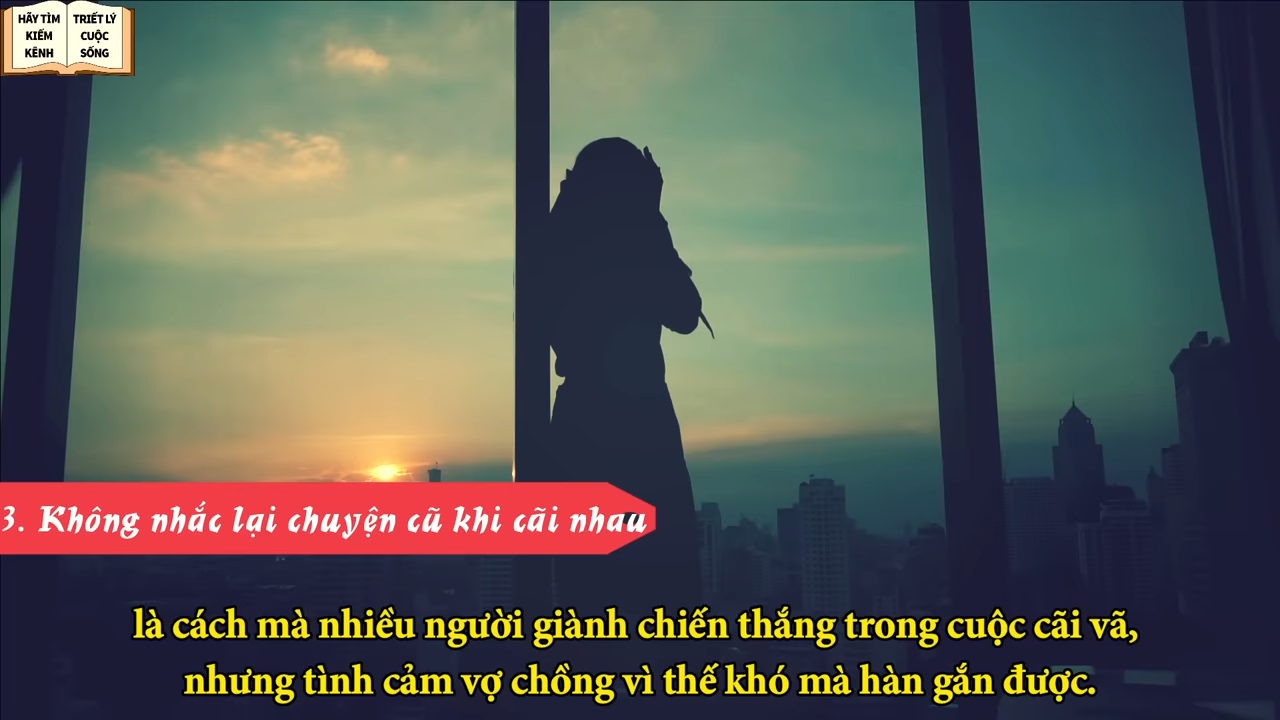 HÃY TÌM
KIẾM
KÊNH
TRIẾT LÝ
CUỘC
SỐNG
3. Không nhắc lại chuyện cũ khi cãi nhau
là cách mà nhiều người giành chiến thắng trong cuộc cãi vã,
nhưng tình cảm vợ chồng vì thế khó mà hàn gắn được.